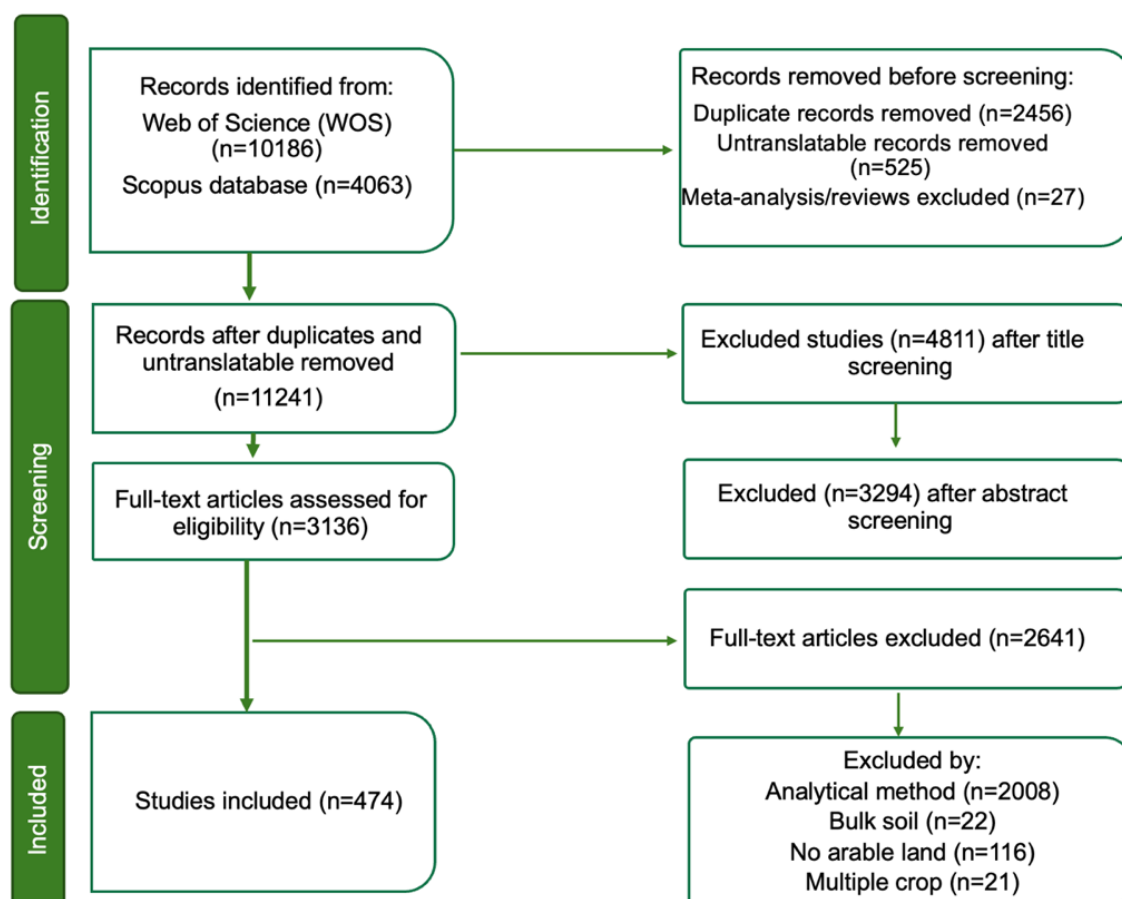 Identification
Records identified from:
Web of Science (WOS)
(n=10186)
Scopus database (n=4063)
Records removed before screening:
Duplicate records removed (n=2456)
Untranslatable records removed
(n=525)
Meta-analysis/reviews excluded (n=27)
Screening
Records after duplicates and
untranslatable removed
(n=11241)
Excluded studies (n=4811) after title
screening
Full-text articles assessed for
eligibility (n=3136)
Excluded (n=3294) after abstract
screening
Full-text articles excluded (n=2641)
Included
Studies included (n=474)
Excluded by:
Analytical method (n=2008)
Bulk soil (n=22)
No arable land (n=116)
Multiple crop (n=21)